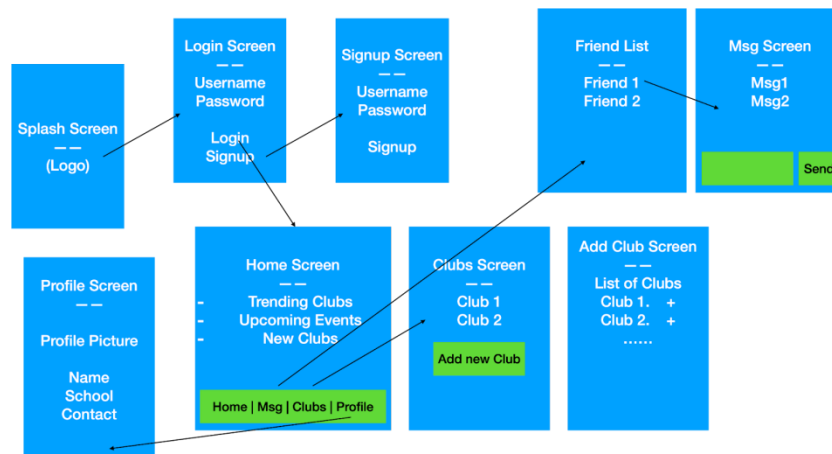 Splash Screen
— —
(Logo)
Login Screen
— —
Username
Password
Login
Signup
Signup Screen
— —
Username
Password
Signup
Friend List
— —
Friend 1
Friend 2
Msg Screen
— —
Msg1
Msg2
Send
Profile Screen
— —
Profile Picture
Name
School
Contact
Home Screen
— —
- Trending Clubs
- Upcoming Events
- New Clubs
Home | Msg | Clubs | Profile
Clubs Screen
— —
Club 1
Club 2
Add new Club
Add Club Screen
— —
List of Clubs
Club 1. +
Club 2. +
......